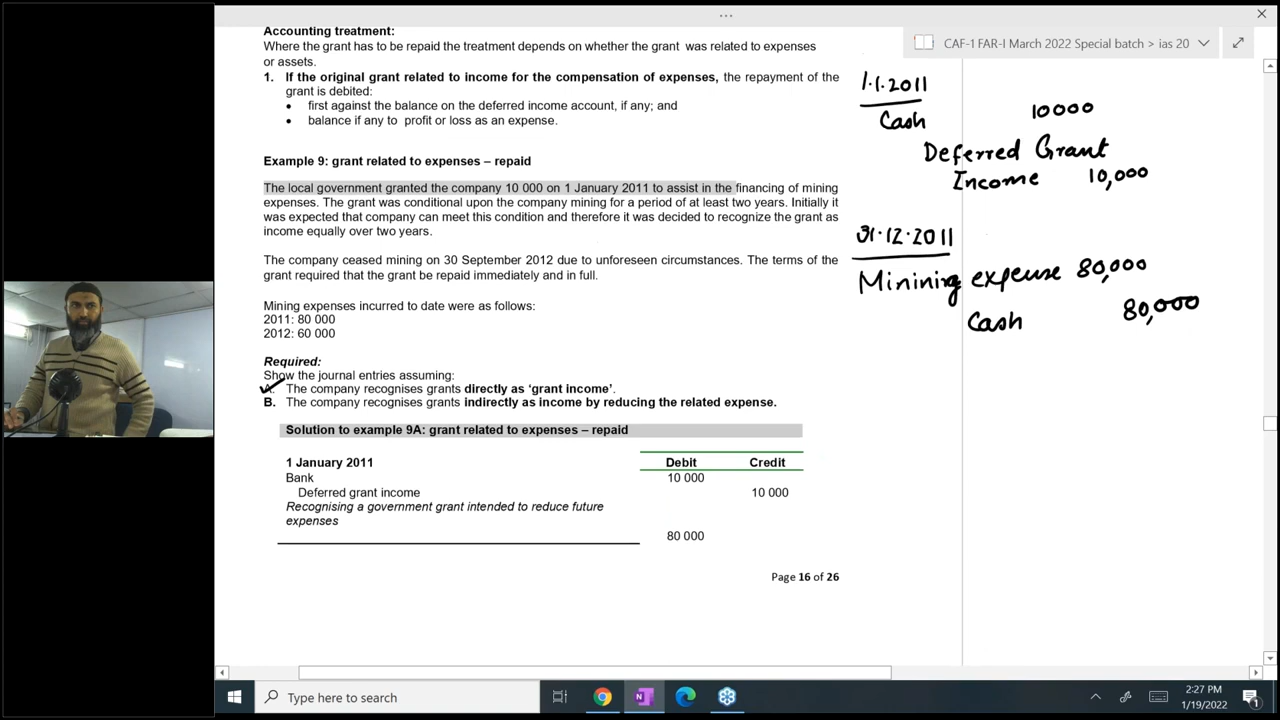 CAF-1 FAR-I March 2022 Special batch > ias 20
Accounting treatment:
Where the grant has to be repaid the treatment depends on whether the grant was related to expenses
or assets.
1. If the original grant related to income for the compensation of expenses, the repayment of the
grant is debited:
• first against the balance on the deferred income account, if any; and
• balance if any to profit or loss as an expense.
Example 9: grant related to expenses – repaid
The local government granted the company 10 000 on 1 January 2011 to assist in the financing of mining
expenses. The grant was conditional upon the company mining for a period of at least two years. Initially it
was expected that company can meet this condition and therefore it was decided to recognize the grant as
income equally over two years.
The company ceased mining on 30 September 2012 due to unforeseen circumstances. The terms of the
grant required that the grant be repaid immediately and in full.
Mining expenses incurred to date were as follows:
2011: 80 000
2012: 60 000
Required:
Show the journal entries assuming:
A. The company recognises grants directly as ‘grant income’.
B. The company recognises grants indirectly as income by reducing the related expense.
Solution to example 9A: grant related to expenses – repaid
1 January 2011 Debit Credit
Bank 10 000
Deferred grant income 10 000
Recognising a government grant intended to reduce future
expenses
80 000
Page 16 of 26
1.1.2011
Cash 10000
Deferred Grant
Income 10,000
31.12.2011
Minining expense 80,000
Cash 80,000
Type here to search
2:27 PM
1/19/2022
1